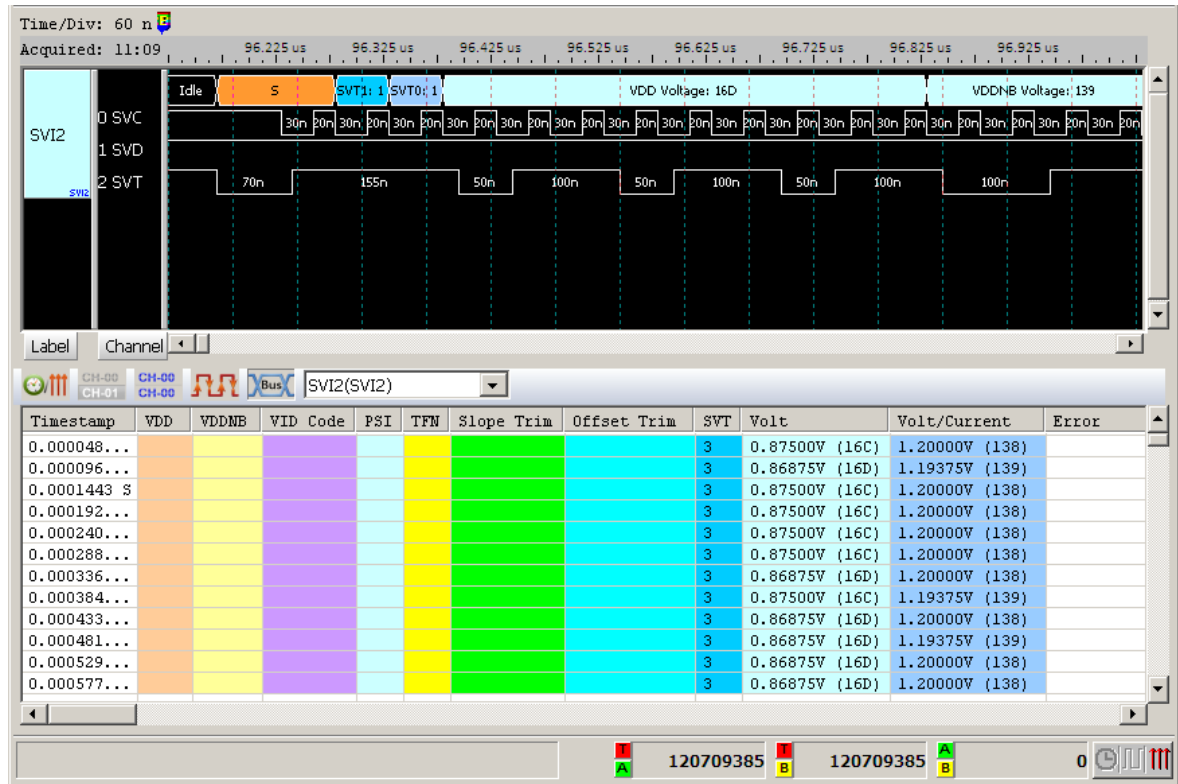 Time/Div: 60 n B
Acquired: 11:09 96.225 us 96.325 us 96.425 us 96.525 us 96.625 us 96.725 us 96.825 us 96.925 us
Idle S SVT1: 1 SVT0: 1 VDD Voltage: 16D VDDNB Voltage: 139
SVI2
SVI2
0 SVC 30n 20n 30n 20n 30n 20n 30n 20n 30n 20n 30n 20n 30n 20n 30n 20n 30n 20n 30n 20n 30n 20n 30n 20n 30n 20n 30n 20n 30n 20n 30n 20n
1 SVD
2 SVT 70n 155n 50n 100n 50n 100n 50n 100n 100n
Label Channel
CH-00 CH-00
CH-01 CH-00
Bus SVI2(SVI2)
Timestamp VDD VDDNB VID Code PSI TFN Slope Trim Offset Trim SVT Volt Volt/Current Error
0.000048... 3 0.87500V (16C) 1.20000V (138)
0.000096... 3 0.86875V (16D) 1.19375V (139)
0.0001443 S 3 0.87500V (16C) 1.20000V (138)
0.000192... 3 0.87500V (16C) 1.20000V (138)
0.000240... 3 0.87500V (16C) 1.20000V (138)
0.000288... 3 0.87500V (16C) 1.20000V (138)
0.000336... 3 0.86875V (16D) 1.20000V (138)
0.000384... 3 0.87500V (16C) 1.19375V (139)
0.000433... 3 0.86875V (16D) 1.20000V (138)
0.000481... 3 0.86875V (16D) 1.19375V (139)
0.000529... 3 0.86875V (16D) 1.20000V (138)
0.000577... 3 0.86875V (16D) 1.20000V (138)
T A 120709385 T B 120709385 A B 0